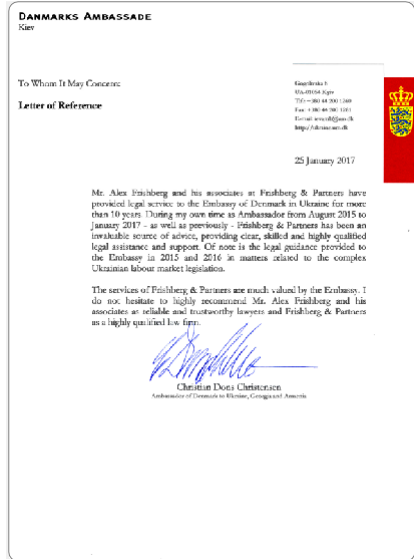 DANMARKS AMBASSADE
Kiev
To Whom It May Concern:
Letter of Reference
25 January 2017
Mr. Alex Frishberg and his associates at Frishberg & Partners have
provided legal service to the Embassy of Denmark in Ukraine for more
than 10 years. During my own time as Ambassador from August 2015 to
January 2017 - as well as previously - Frishberg & Partners has been an
invaluable source of advice, providing clear, skilled and highly qualified
legal assistance and support. Of note is the legal guidance provided to
the Embassy in 2015 and 2016 in matters related to the complex
Ukrainian labour market legislation.
The services of Frishberg & Partners are much valued by the Embassy. I
do not hesitate to highly recommend Mr. Alex Frishberg and his
associates as reliable and trustworthy lawyers and Frishberg & Partners
as a highly qualified law firm.
Christian Dons Christensen
Ambassador of Denmark to Ukraine, Georgia and Armenia